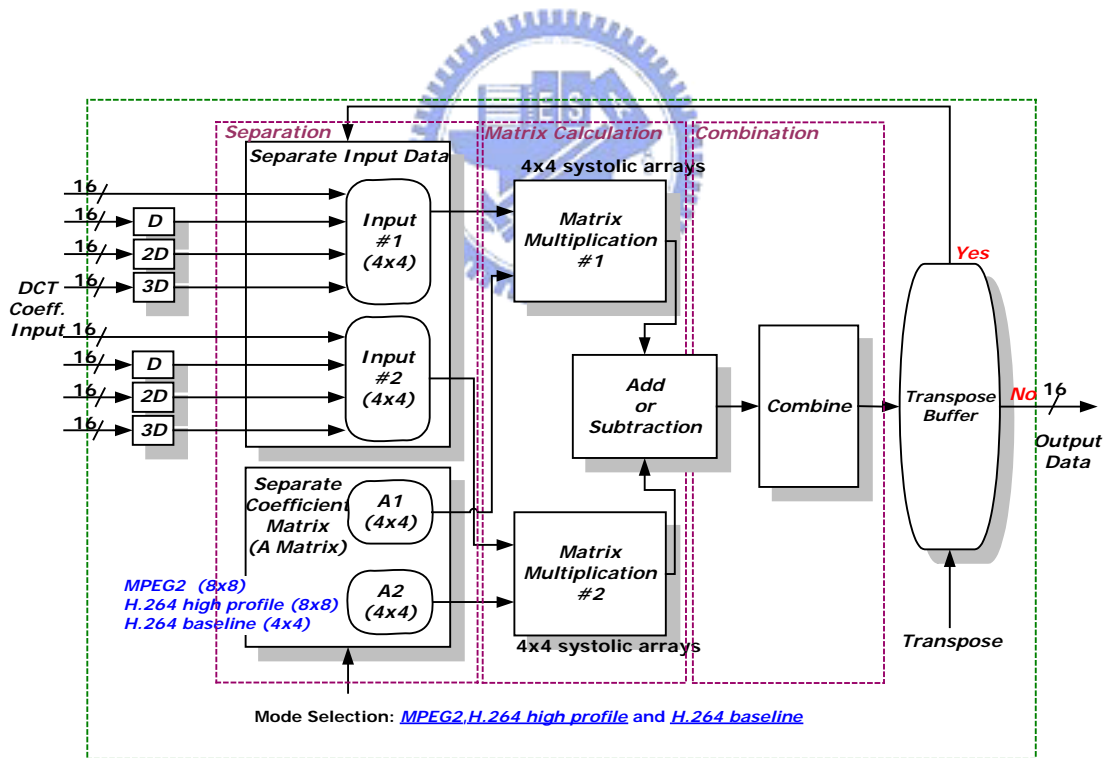 ESA
Separation
Matrix Calculation
Combination
Separate Input Data
4x4 systolic arrays
16
16
D
16
2D
16
3D
DCT
Coeff.
Input
16
16
D
16
2D
16
3D
Input
#1
(4x4)
Input
#2
(4x4)
Matrix
Multiplication
#1
Yes
Add
or
Subtraction
Combine
Transpose
Buffer
No
16
Output
Data
Separate
Coefficient
Matrix
(A Matrix)
A1
(4x4)
A2
(4x4)
MPEG2 (8x8)
H.264 high profile (8x8)
H.264 baseline (4x4)
Matrix
Multiplication
#2
4x4 systolic arrays
Transpose
Mode Selection: MPEG2,H.264 high profile and H.264 baseline